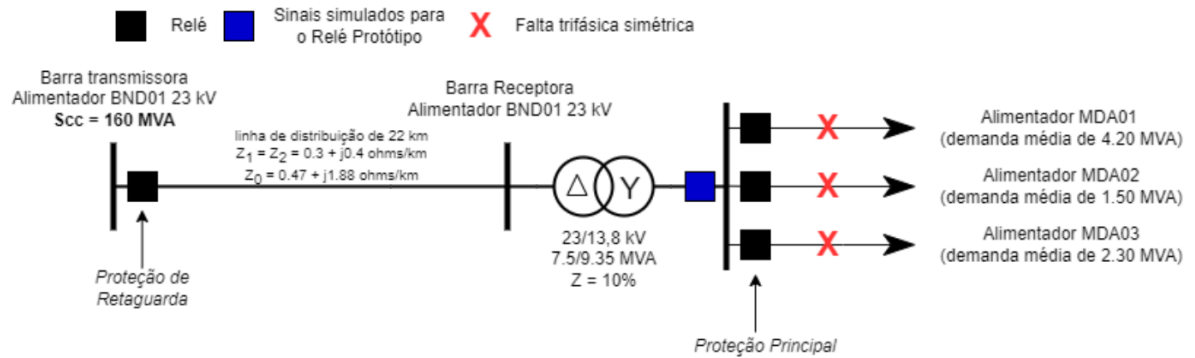 Relé
Sinais simulados para
o Relé Protótipo
X
Falta trifásica simétrica
Barra transmissora
Alimentador BND01 23 kV
Scc = 160 MVA
linha de distribuição de 22 km
Z1 = Z2 = 0.3 + j0.4 ohms/km
Z0 = 0.47 + j1.88 ohms/km
Barra Receptora
Alimentador BND01 23 kV
Δ
Y
23/13,8 kV
7.5/9.35 MVA
Z = 10%
X
Alimentador MDA01
(demanda média de 4.20 MVA)
X
Alimentador MDA02
(demanda média de 1.50 MVA)
X
Alimentador MDA03
(demanda média de 2.30 MVA)
Proteção de
Retaguarda
Proteção Principal